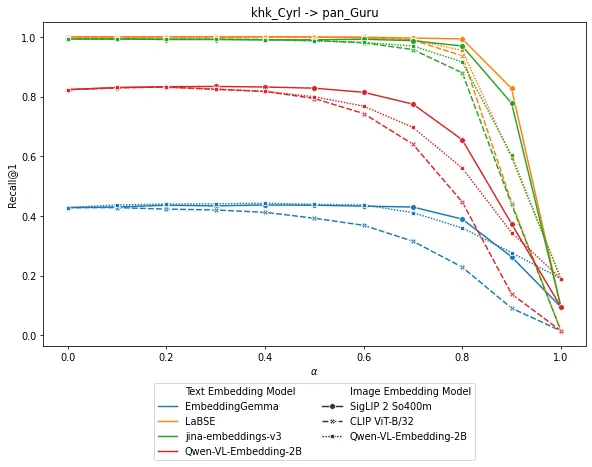 khk_Cyrl -> pan_Guru
Recall@1
1.0
0.8
0.6
0.4
0.2
0.0
0.0 0.2 0.4 0.6 0.8 1.0
α
Text Embedding Model Image Embedding Model
EmbeddingGemma SigLIP 2 So400m
LaBSE CLIP ViT-B/32
jina-embeddings-v3 Qwen-VL-Embedding-2B
Qwen-VL-Embedding-2B